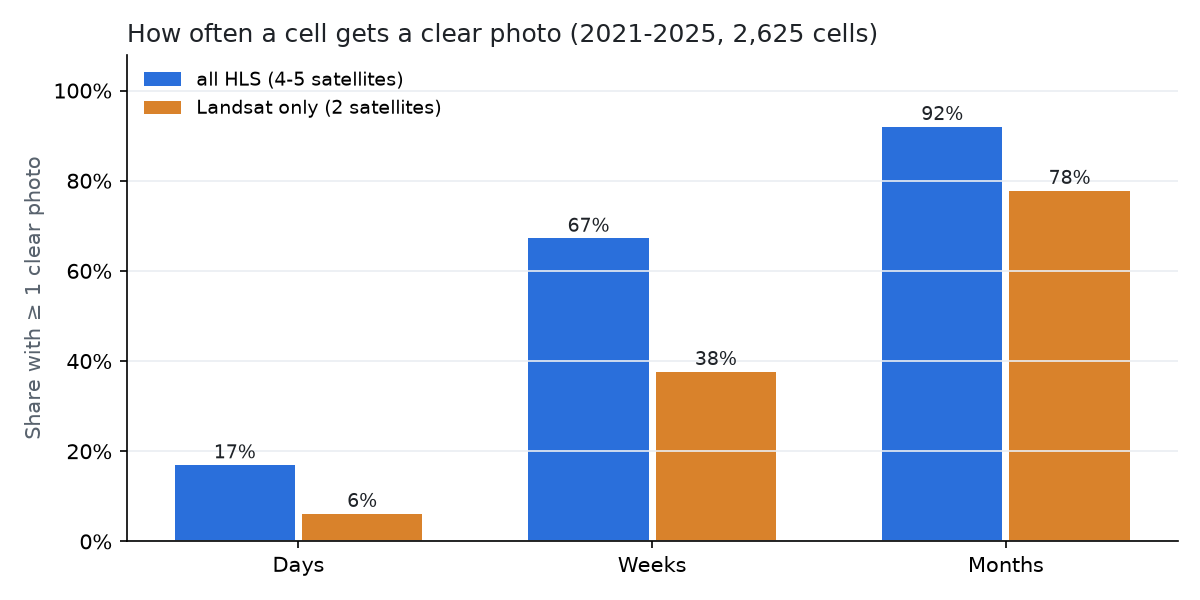 How often a cell gets a clear photo (2021-2025, 2,625 cells)
all HLS (4-5 satellites)
Landsat only (2 satellites)
Share with ≥ 1 clear photo
100%
80%
60%
40%
20%
0%
17%
6%
67%
38%
92%
78%
Days
Weeks
Months